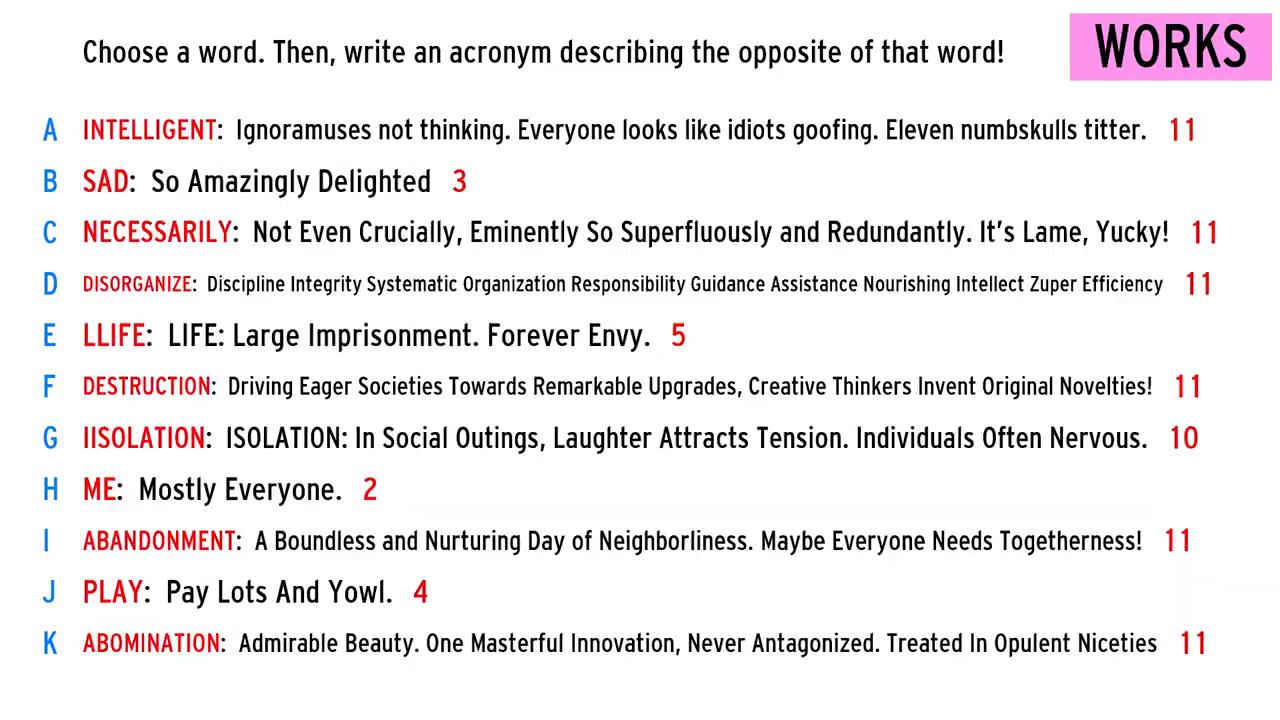 Choose a word. Then, write an acronym describing the opposite of that word!
WORKS
A INTELLIGENT: Ignoramuses not thinking. Everyone looks like idiots goofing. Eleven numbskulls titter. 11
B SAD: So Amazingly Delighted 3
C NECESSARILY: Not Even Crucially, Eminently So Superfluously and Redundantly. It's Lame, Yucky! 11
D DISORGANIZE: Discipline Integrity Systematic Organization Responsibility Guidance Assistance Nourishing Intellect Zuper Efficiency 11
E LLIFE: LIFE: Large Imprisonment. Forever Envy. 5
F DESTRUCTION: Driving Eager Societies Towards Remarkable Upgrades, Creative Thinkers Invent Original Novelties! 11
G IISOLATION: ISOLATION: In Social Outings, Laughter Attracts Tension. Individuals Often Nervous. 10
H ME: Mostly Everyone. 2
I ABANDONMENT: A Boundless and Nurturing Day of Neighborliness. Maybe Everyone Needs Togetherness! 11
J PLAY: Pay Lots And Yowl. 4
K ABOMINATION: Admirable Beauty. One Masterful Innovation, Never Antagonized. Treated In Opulent Niceties 11